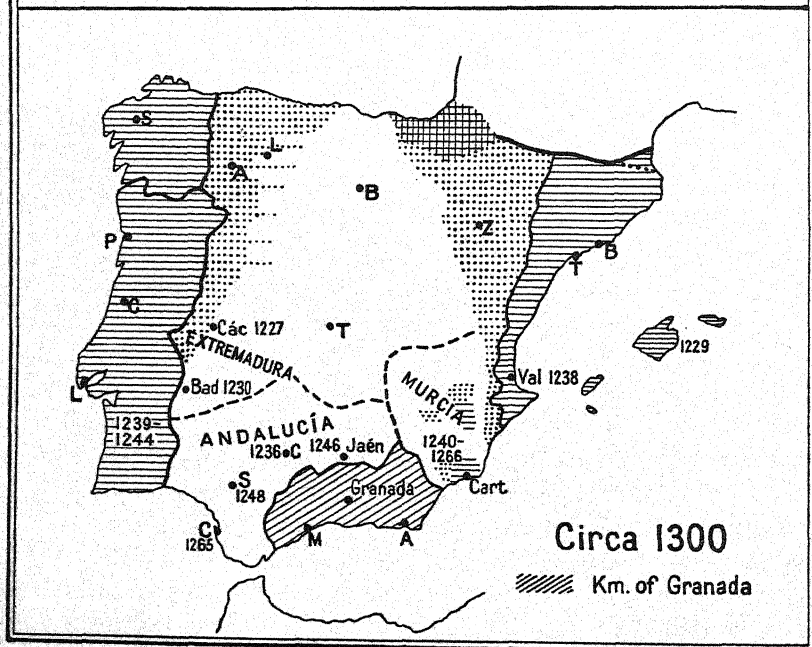 S
L
A
B
P
Z
B
T
C
Các 1227
T
EXTREMADURA
1229
L
Bad 1230
MURCIA
Val 1238
1239-
1244
ANDALUCÍA
1236 C
1246 Jaén
1240-
1266
S
1248
Granada
Cart
C
1265
M
A
Circa 1300
Km. of Granada